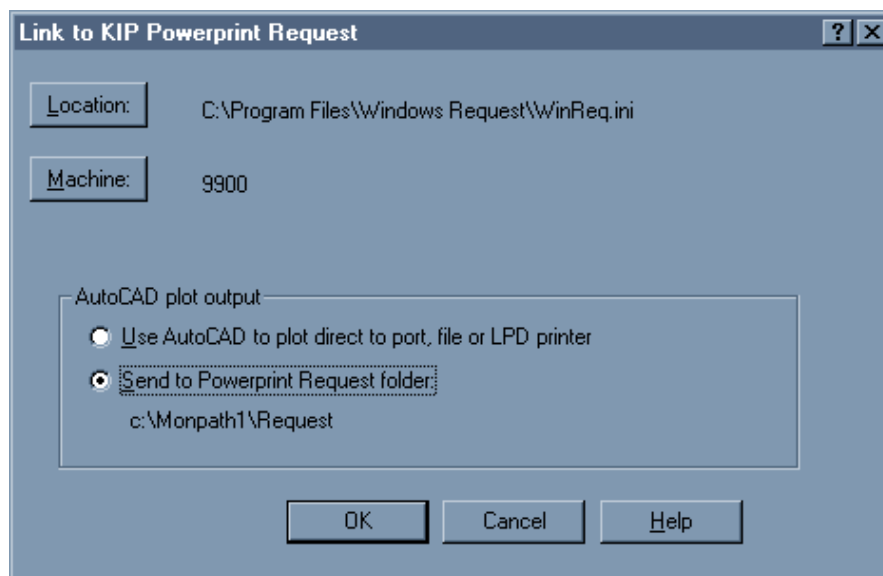 Link to KIP Powerprint Request
Location: C:\Program Files\Windows Request\WinReq.ini
Machine: 9900
AutoCAD plot output
Use AutoCAD to plot direct to port, file or LPD printer
Send to Powerprint Request folder:
c:\Monpath1\Request
OK Cancel Help